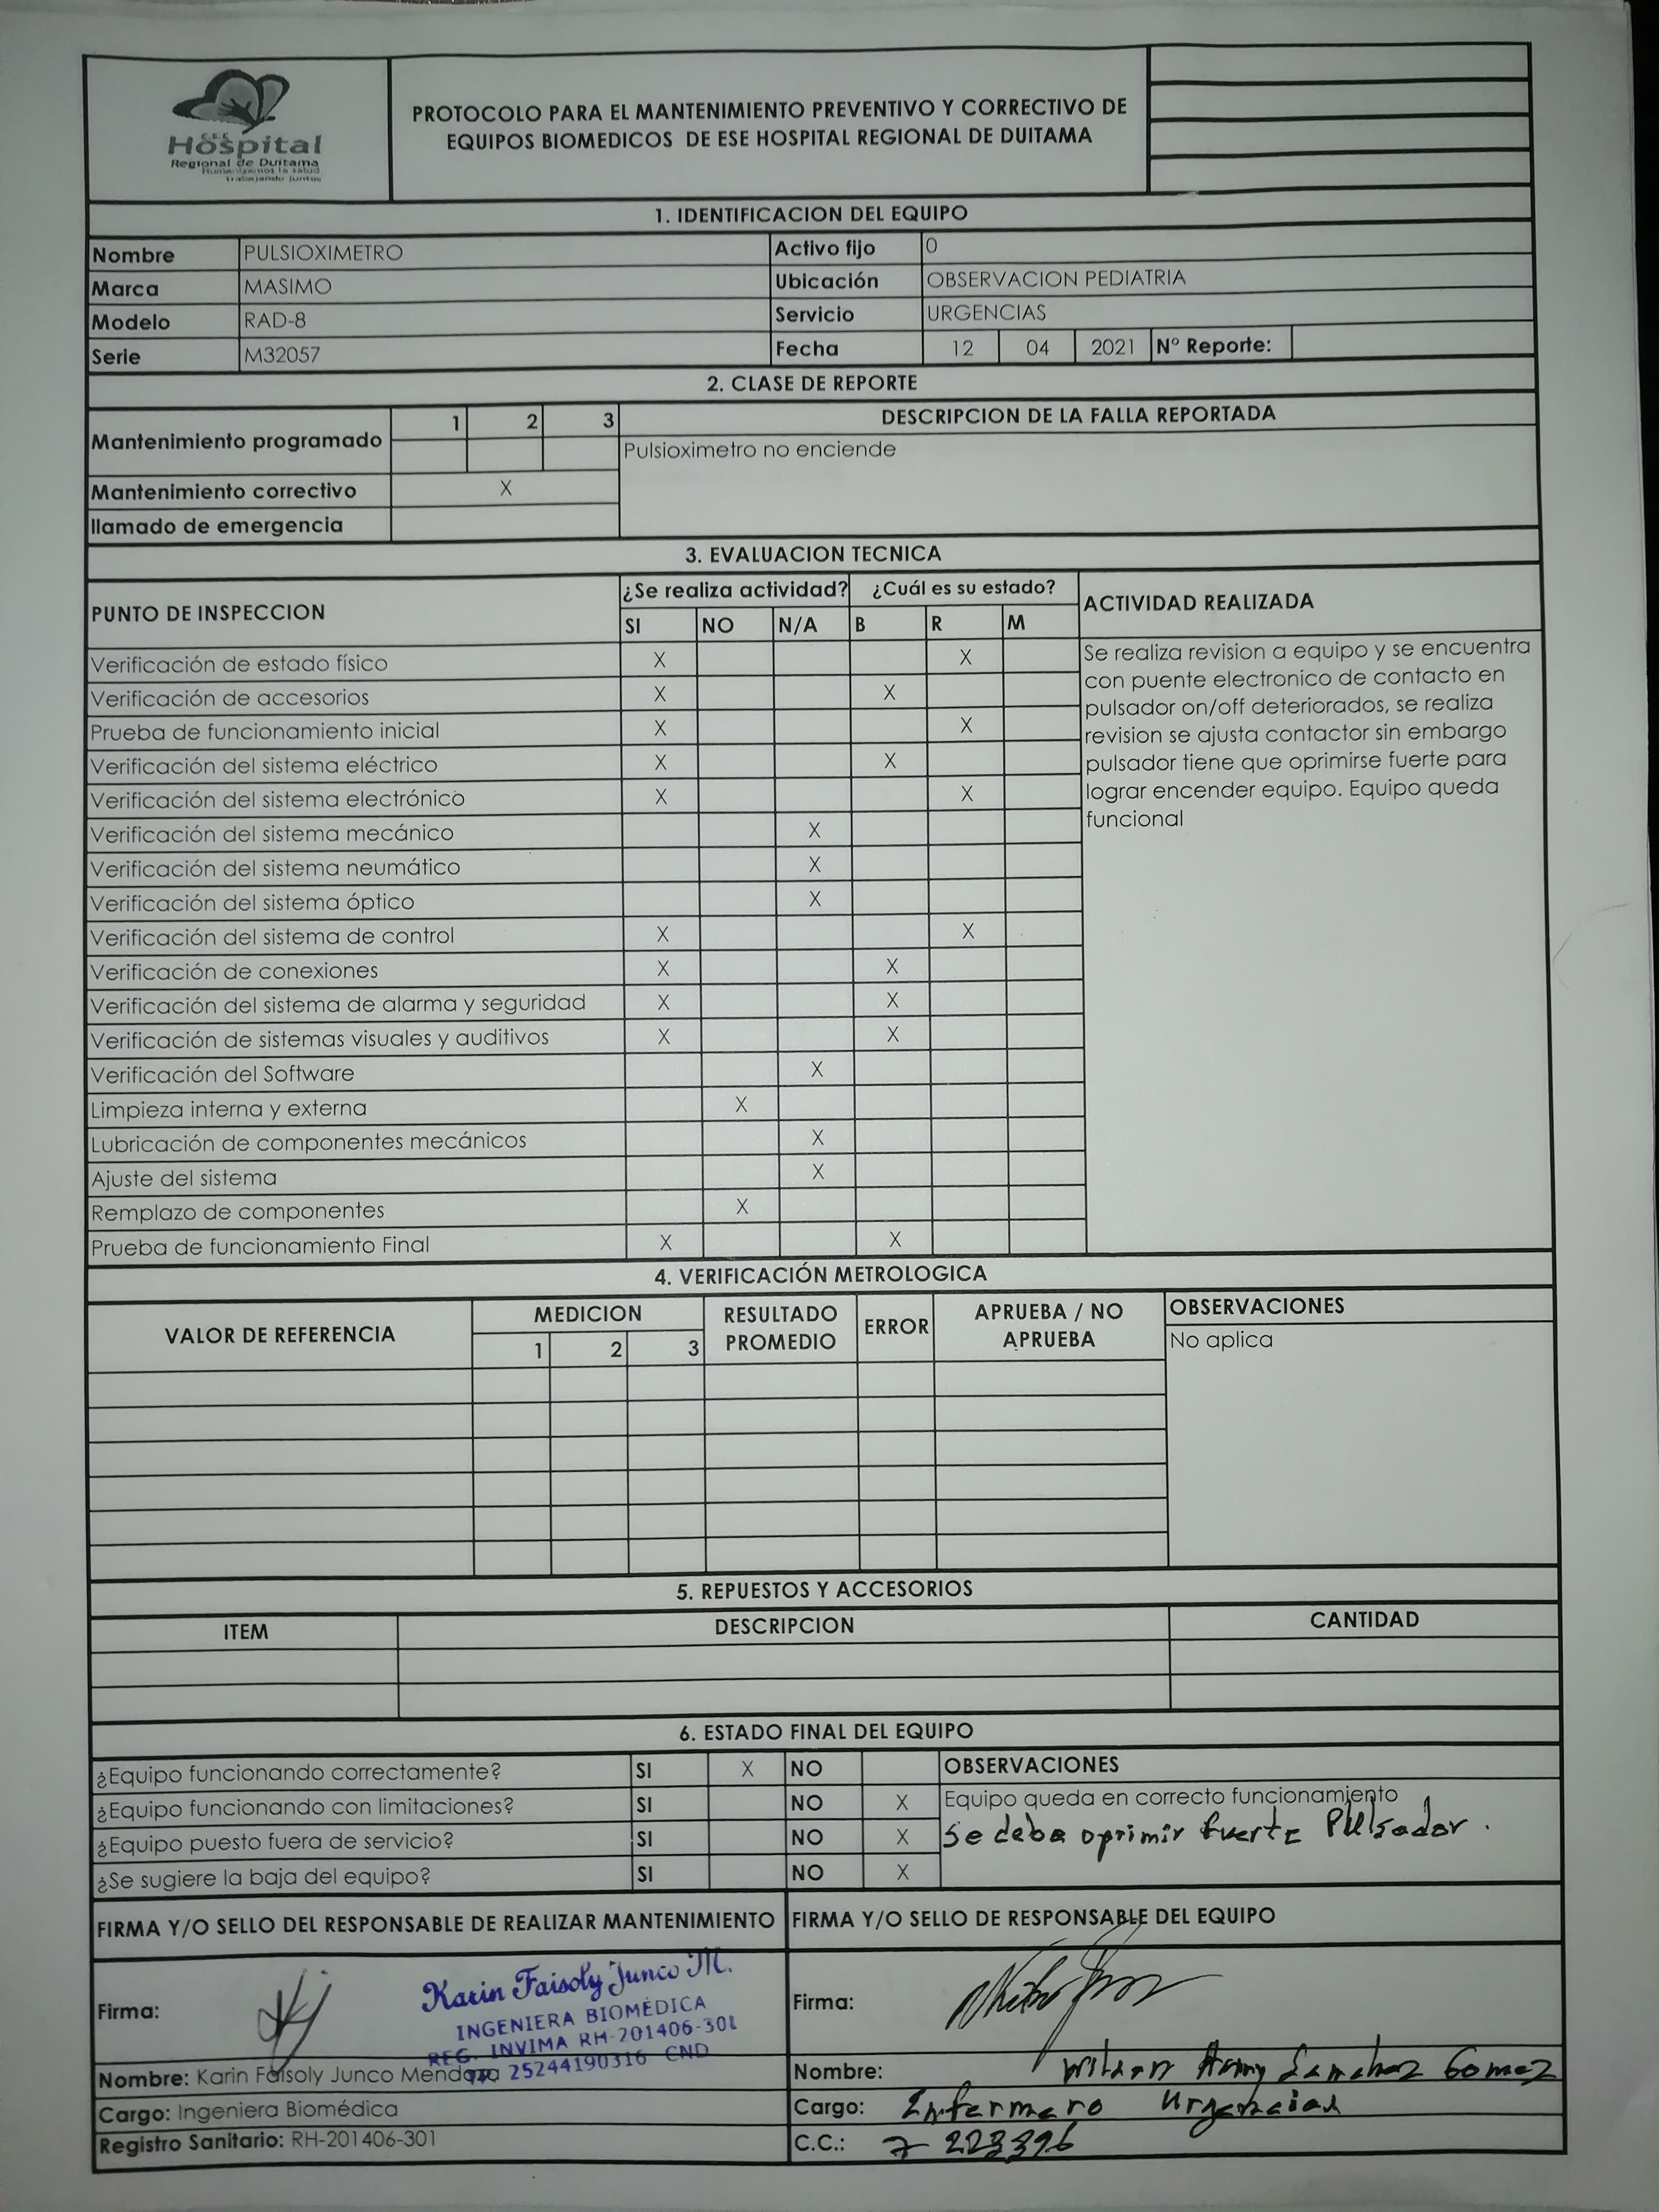 E.S.E
Hospital
Regional de Duitama
Humanizamos la salud
trabajando juntos
PROTOCOLO PARA EL MANTENIMIENTO PREVENTIVO Y CORRECTIVO DE
EQUIPOS BIOMEDICOS DE ESE HOSPITAL REGIONAL DE DUITAMA
1. IDENTIFICACION DEL EQUIPO
Nombre PULSIOXIMETRO Activo fijo 0
Marca MASIMO Ubicación OBSERVACION PEDIATRIA
Modelo RAD-8 Servicio URGENCIAS
Serie M32057 Fecha 12 04 2021 N° Reporte:
2. CLASE DE REPORTE
Mantenimiento programado 1 2 3 DESCRIPCION DE LA FALLA REPORTADA
Pulsioximetro no enciende
Mantenimiento correctivo X
llamado de emergencia
3. EVALUACION TECNICA
PUNTO DE INSPECCION ¿Se realiza actividad? ¿Cuál es su estado? ACTIVIDAD REALIZADA
SI NO N/A B R M
Verificación de estado físico X X
Verificación de accesorios X X
Prueba de funcionamiento inicial X X
Verificación del sistema eléctrico X X
Verificación del sistema electrónico X X
Verificación del sistema mecánico X
Verificación del sistema neumático X
Verificación del sistema óptico X
Verificación del sistema de control X X
Verificación de conexiones X X
Verificación del sistema de alarma y seguridad X X
Verificación de sistemas visuales y auditivos X X
Verificación del Software X
Limpieza interna y externa X
Lubricación de componentes mecánicos X
Ajuste del sistema X
Remplazo de componentes X
Prueba de funcionamiento Final X X
Se realiza revision a equipo y se encuentra
con puente electronico de contacto en
pulsador on/off deteriorados, se realiza
revision se ajusta contactor sin embargo
pulsador tiene que oprimirse fuerte para
lograr encender equipo. Equipo queda
funcional
4. VERIFICACIÓN METROLOGICA
VALOR DE REFERENCIA MEDICION 1 2 3 RESULTADO PROMEDIO ERROR APRUEBA / NO APRUEBA OBSERVACIONES
No aplica
5. REPUESTOS Y ACCESORIOS
ITEM DESCRIPCION CANTIDAD
6. ESTADO FINAL DEL EQUIPO
¿Equipo funcionando correctamente? SI X NO OBSERVACIONES
¿Equipo funcionando con limitaciones? SI NO X Equipo queda en correcto funcionamiento
¿Equipo puesto fuera de servicio? SI NO X Se debe oprimir fuerte Pulsador.
¿Se sugiere la baja del equipo? SI NO X
FIRMA Y/O SELLO DEL RESPONSABLE DE REALIZAR MANTENIMIENTO FIRMA Y/O SELLO DE RESPONSABLE DEL EQUIPO
Firma:
Karin Faisoly Junco M.
INGENIERA BIOMÉDICA
REG. INVIMA RH-201406-301
25244190316 CND
Nombre: Karin Faisoly Junco Mendoza
Cargo: Ingeniera Biomédica
Registro Sanitario: RH-201406-301
Firma:
Nombre: Wilson Sanchez Gomez
Cargo: Enfermero Urgencias
C.C.: 7 223396